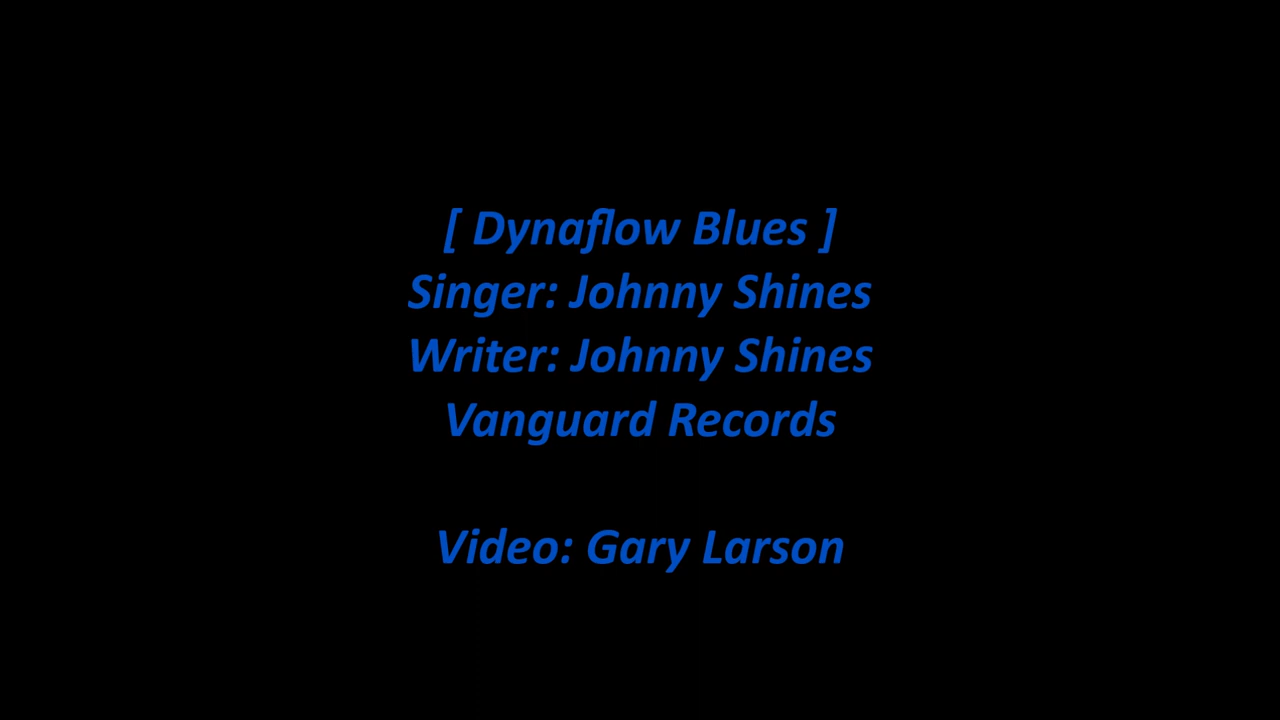 [ Dynaflow Blues ]
Singer: Johnny Shines
Writer: Johnny Shines
Vanguard Records
Video: Gary Larson